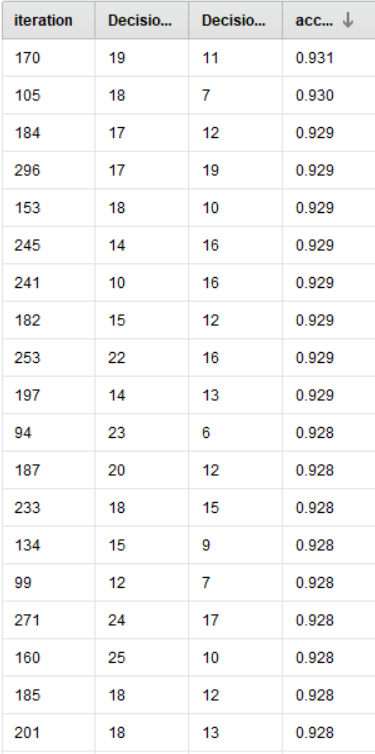 iteration Decisio... Decisio... acc... ↓
170 19 11 0.931
105 18 7 0.930
184 17 12 0.929
296 17 19 0.929
153 18 10 0.929
245 14 16 0.929
241 10 16 0.929
182 15 12 0.929
253 22 16 0.929
197 14 13 0.929
94 23 6 0.928
187 20 12 0.928
233 18 15 0.928
134 15 9 0.928
99 12 7 0.928
271 24 17 0.928
160 25 10 0.928
185 18 12 0.928
201 18 13 0.928